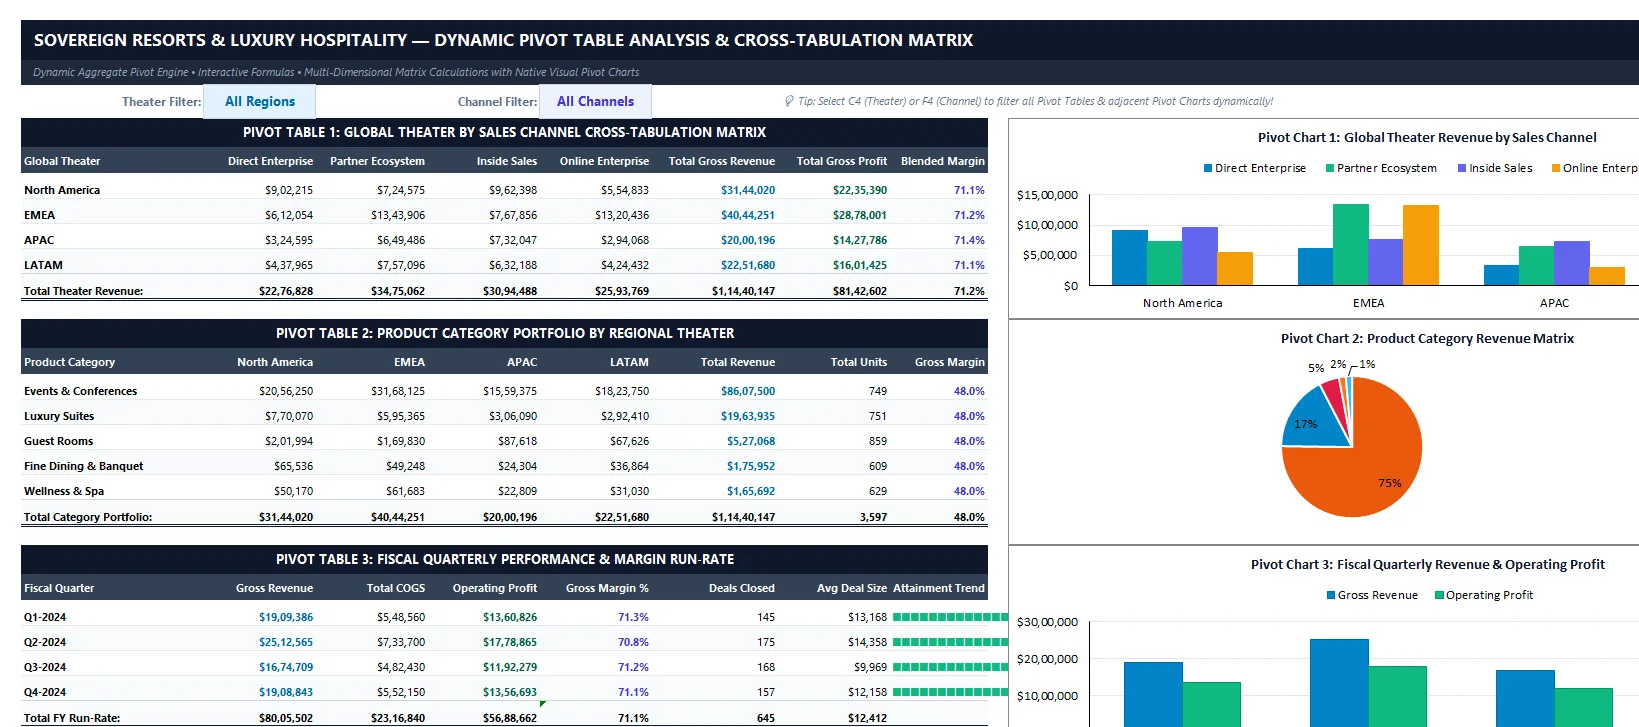 SOVEREIGN RESORTS & LUXURY HOSPITALITY — DYNAMIC PIVOT TABLE ANALYSIS & CROSS-TABULATION MATRIX
Dynamic Aggregate Pivot Engine • Interactive Formulas • Multi-Dimensional Matrix Calculations with Native Visual Pivot Charts
Theater Filter: All Regions Channel Filter: All Channels 💡 Tip: Select C4 (Theater) or F4 (Channel) to filter all Pivot Tables & adjacent Pivot Charts dynamically!
PIVOT TABLE 1: GLOBAL THEATER BY SALES CHANNEL CROSS-TABULATION MATRIX
Global Theater Direct Enterprise Partner Ecosystem Inside Sales Online Enterprise Total Gross Revenue Total Gross Profit Blended Margin
North America $9,02,215 $7,24,575 $9,62,398 $5,54,833 $31,44,020 $22,35,390 71.1%
EMEA $6,12,054 $13,43,906 $7,67,856 $13,20,436 $40,44,251 $28,78,001 71.2%
APAC $3,24,595 $6,49,486 $7,32,047 $2,94,068 $20,00,196 $14,27,786 71.4%
LATAM $4,37,965 $7,57,096 $6,32,188 $4,24,432 $22,51,680 $16,01,425 71.1%
Total Theater Revenue: $22,76,828 $34,75,062 $30,94,488 $25,93,769 $1,14,40,147 $81,42,602 71.2%
PIVOT TABLE 2: PRODUCT CATEGORY PORTFOLIO BY REGIONAL THEATER
Product Category North America EMEA APAC LATAM Total Revenue Total Units Gross Margin
Events & Conferences $20,56,250 $31,68,125 $15,59,375 $18,23,750 $86,07,500 749 48.0%
Luxury Suites $7,70,070 $5,95,365 $3,06,090 $2,92,410 $19,63,935 751 48.0%
Guest Rooms $2,01,994 $1,69,830 $87,618 $67,626 $5,27,068 859 48.0%
Fine Dining & Banquet $65,536 $49,248 $24,304 $36,864 $1,75,952 609 48.0%
Wellness & Spa $50,170 $61,683 $22,809 $31,030 $1,65,692 629 48.0%
Total Category Portfolio: $31,44,020 $40,44,251 $20,00,196 $22,51,680 $1,14,40,147 3,597 48.0%
PIVOT TABLE 3: FISCAL QUARTERLY PERFORMANCE & MARGIN RUN-RATE
Fiscal Quarter Gross Revenue Total COGS Operating Profit Gross Margin % Deals Closed Avg Deal Size Attainment Trend
Q1-2024 $19,09,386 $5,48,560 $13,60,826 71.3% 145 $13,168
Q2-2024 $25,12,565 $7,33,700 $17,78,865 70.8% 175 $14,358
Q3-2024 $16,74,709 $4,82,430 $11,92,279 71.2% 168 $9,969
Q4-2024 $19,08,843 $5,52,150 $13,56,693 71.1% 157 $12,158
Total FY Run-Rate: $80,05,502 $23,16,840 $56,88,662 71.1% 645 $12,412
Pivot Chart 1: Global Theater Revenue by Sales Channel
Direct Enterprise Partner Ecosystem Inside Sales Online Enterp
$15,00,000
$10,00,000
$5,00,000
$0
North America EMEA APAC
Pivot Chart 2: Product Category Revenue Matrix
5% 2% 1%
17%
75%
Pivot Chart 3: Fiscal Quarterly Revenue & Operating Profit
Gross Revenue Operating Profit
$30,00,000
$20,00,000
$10,00,000